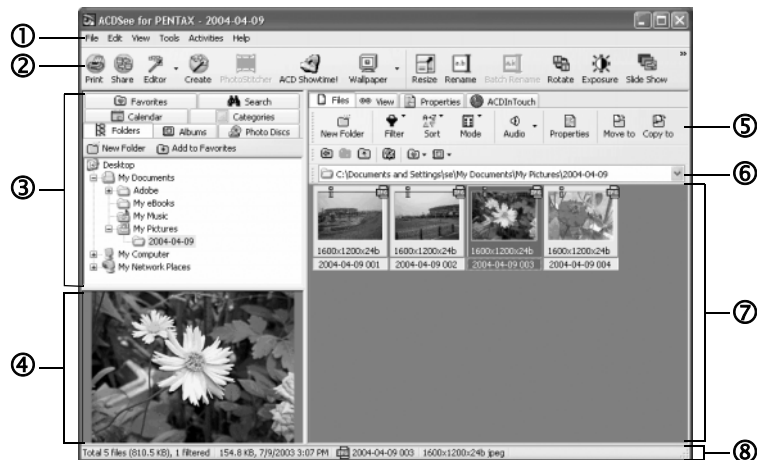 ACDSee for PENTAX - 2004-04-09
① File Edit View Tools Activities Help
② Print Share Editor Create PhotoStitcher ACD Showtime! Wallpaper Resize Rename Batch Rename Rotate Exposure Slide Show »
③ Favorites Search
Calendar Categories
Folders Albums Photo Discs
New Folder Add to Favorites
Desktop
My Documents
Adobe
My eBooks
My Music
My Pictures
2004-04-09
My Computer
My Network Places
④
Files View Properties ACDInTouch
New Folder Filter Sort Mode Audio Properties Move to Copy to ⑤
C:\Documents and Settings\se\My Documents\My Pictures\2004-04-09 ⑥
1600x1200x24b 1600x1200x24b 1600x1200x24b 1600x1200x24b
2004-04-09 001 2004-04-09 002 2004-04-09 003 2004-04-09 004
⑦
Total 5 files (810.5 KB), 1 filtered 154.8 KB, 7/9/2003 3:07 PM 2004-04-09 003 1600x1200x24b jpeg ⑧